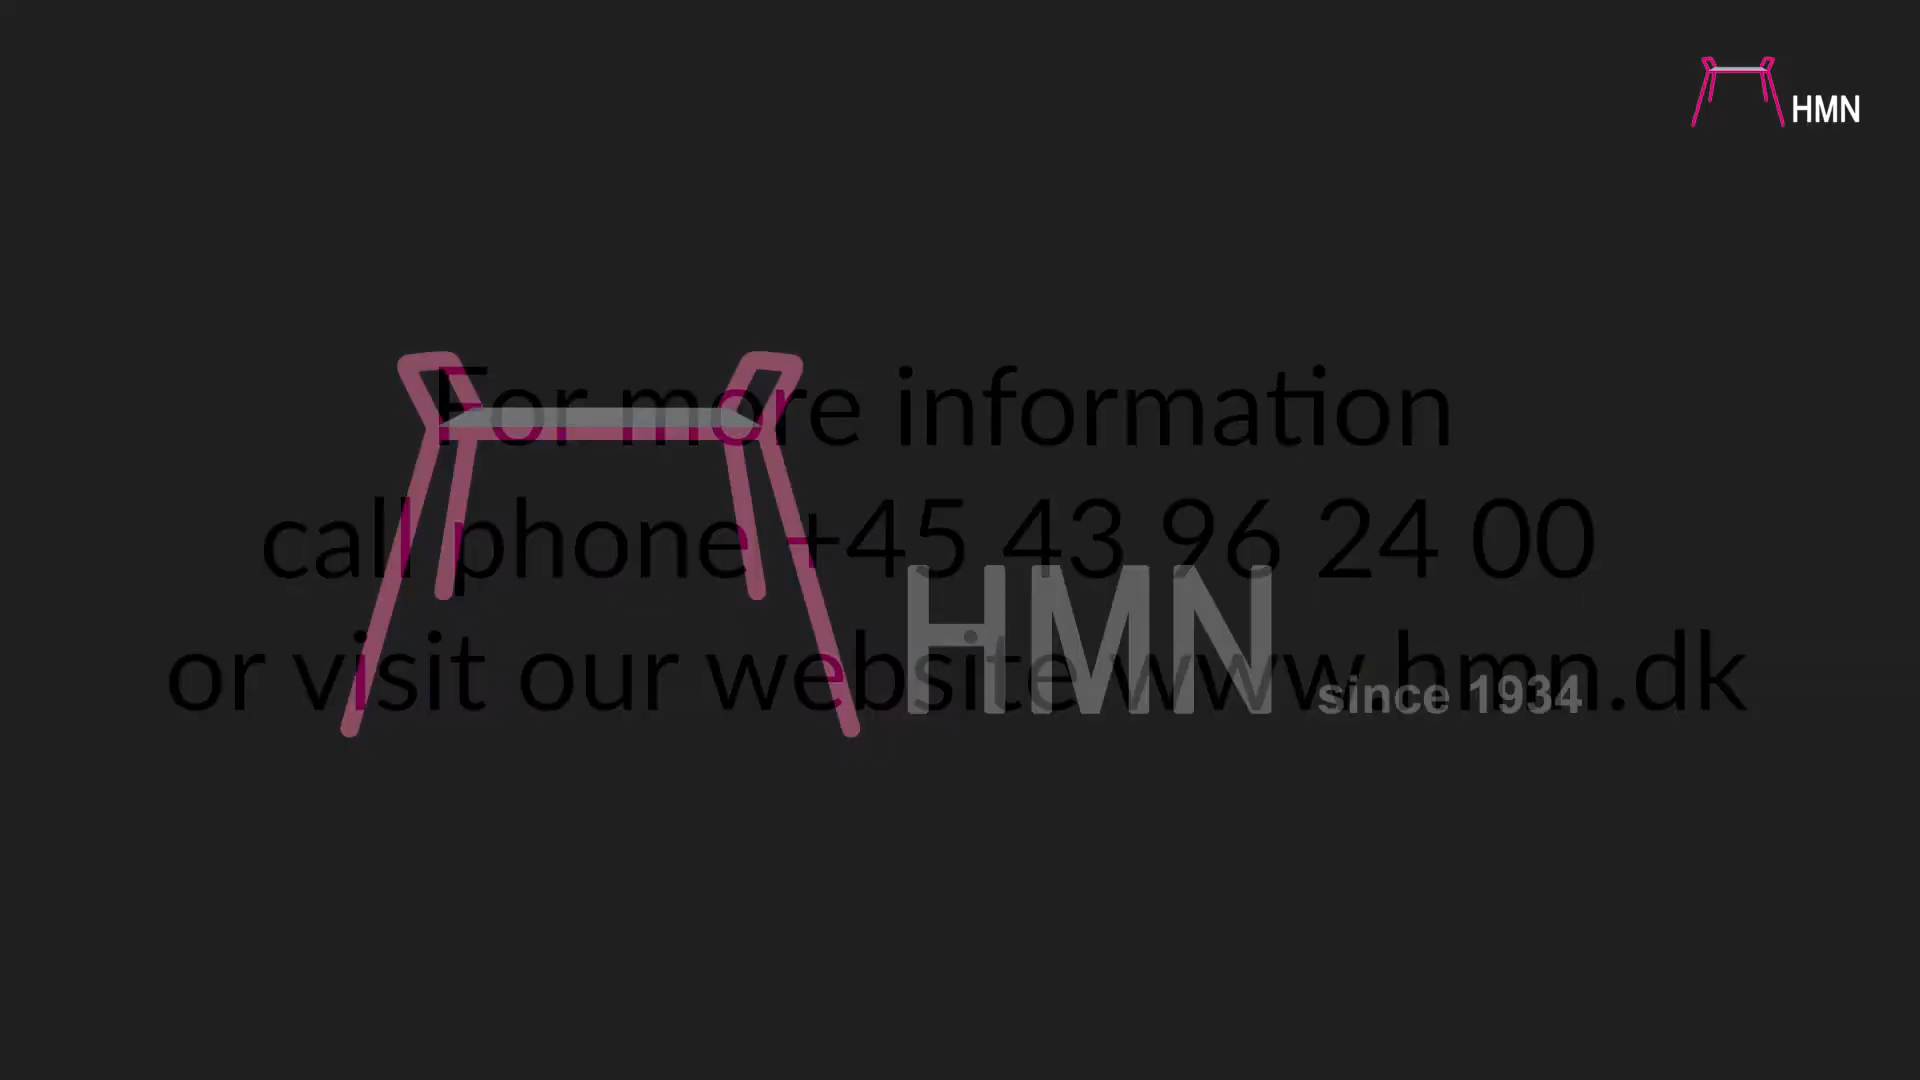 HMN
For more information
call phone +45 43 96 24 00
or visit our website www.hmn.dk
HMN since 1934